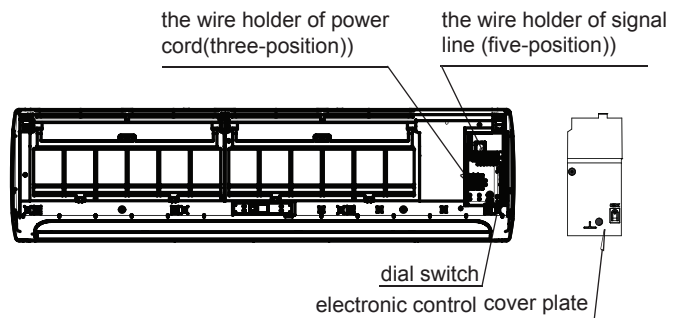 the wire holder of power
cord(three-position))
the wire holder of signal
line (five-position))
dial switch
electronic control cover plate